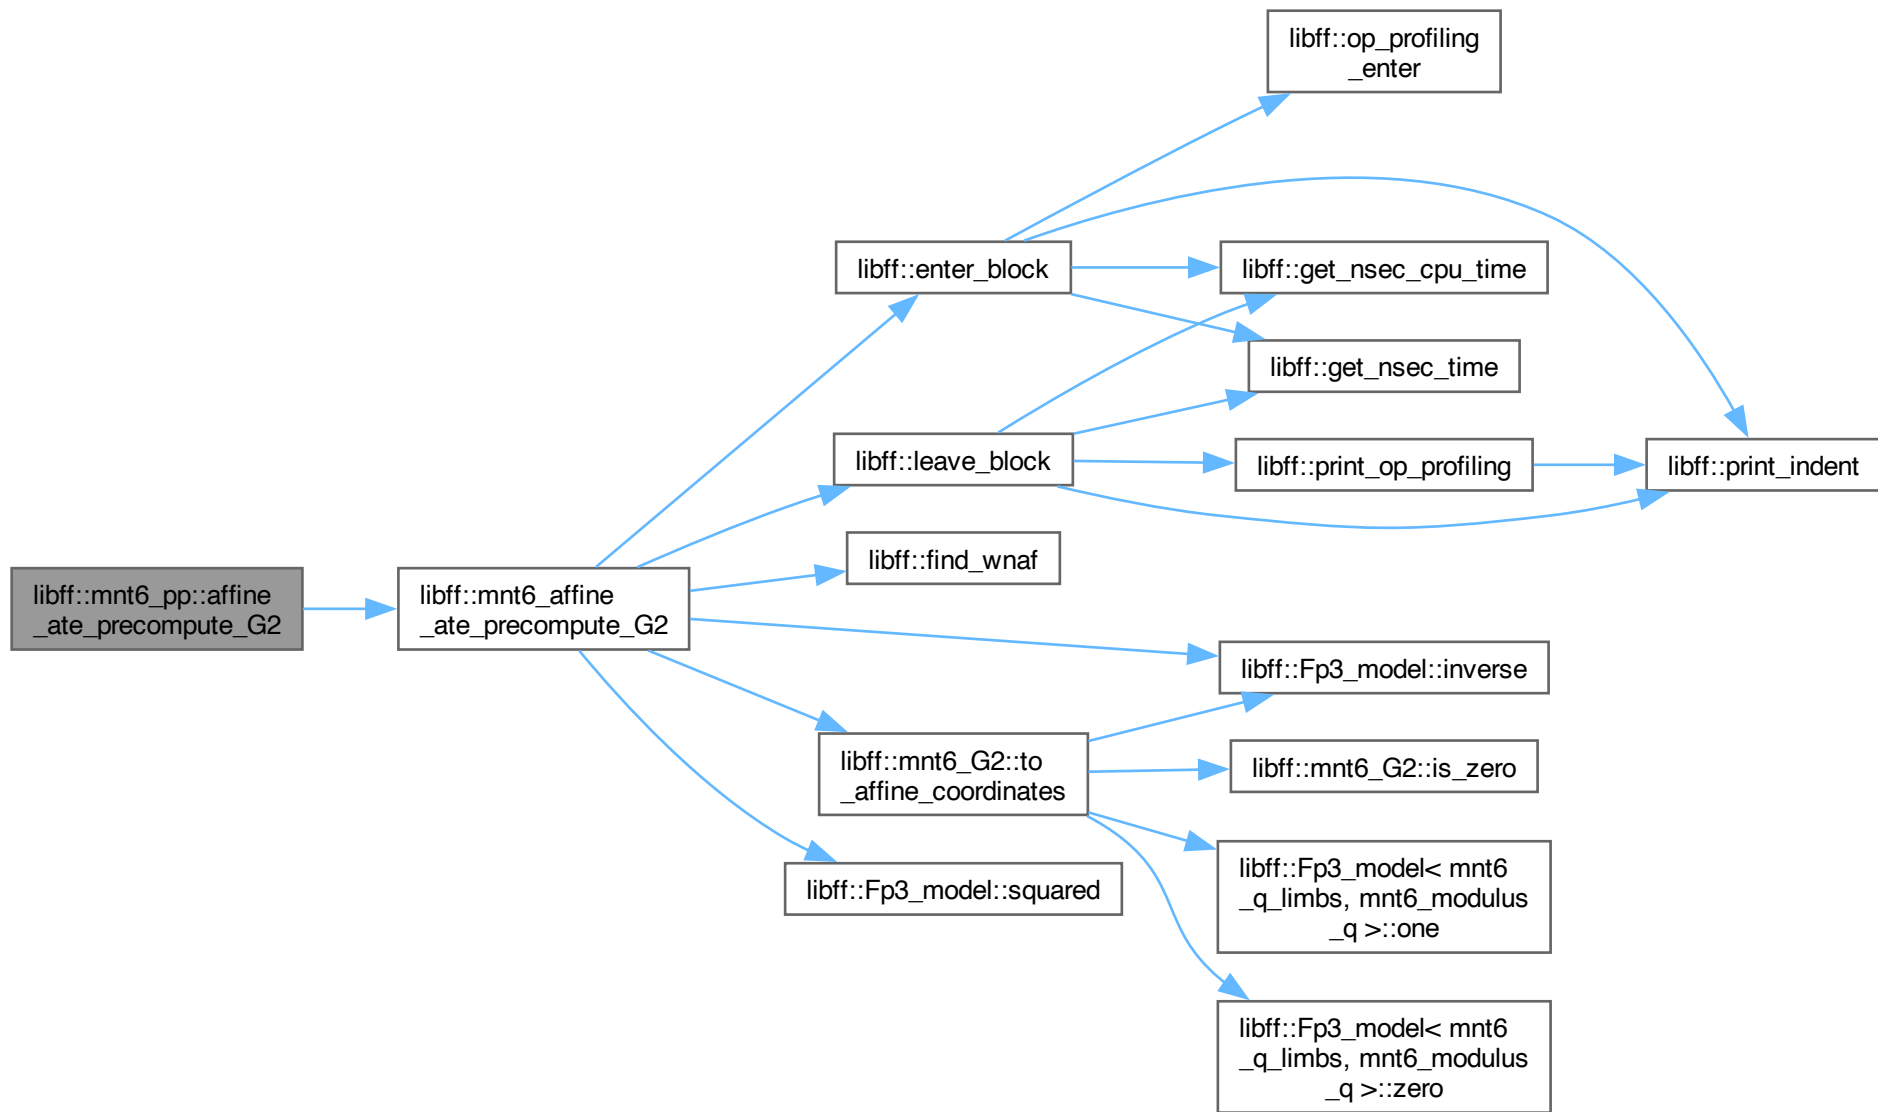 libff::op_profiling
_enter
libff::enter_block
libff::get_nsec_cpu_time
libff::get_nsec_time
libff::leave_block
libff::print_op_profiling
libff::print_indent
libff::find_wnaf
libff::mnt6_pp::affine
_ate_precompute_G2
libff::mnt6_affine
_ate_precompute_G2
libff::Fp3_model::inverse
libff::mnt6_G2::to
_affine_coordinates
libff::mnt6_G2::is_zero
libff::Fp3_model::squared
libff::Fp3_model< mnt6
_q_limbs, mnt6_modulus
_q >::one
libff::Fp3_model< mnt6
_q_limbs, mnt6_modulus
_q >::zero